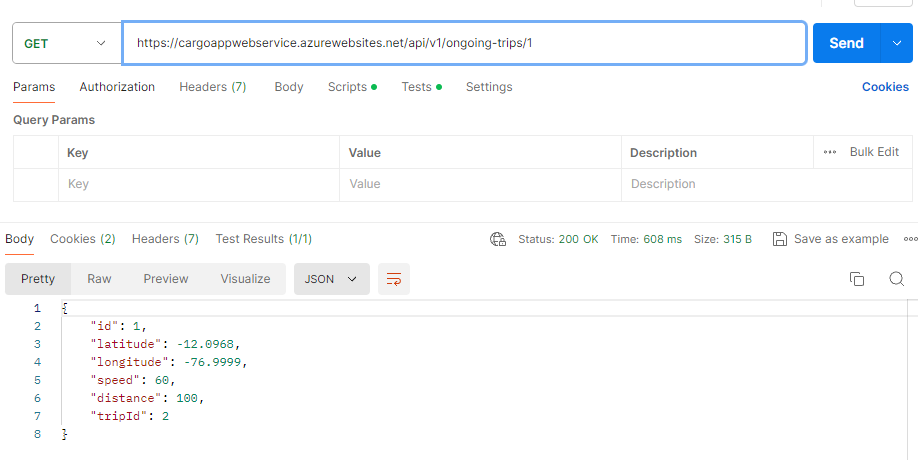 GET https://cargoappwebservice.azurewebsites.net/api/v1/ongoing-trips/1 Send
Params Authorization Headers (7) Body Scripts Tests Settings Cookies
Query Params
Key Value Description ••• Bulk Edit
Key Value Description
Body Cookies (2) Headers (7) Test Results (1/1) Status: 200 OK Time: 608 ms Size: 315 B Save as example •••
Pretty Raw Preview Visualize JSON
1 {
2 "id": 1,
3 "latitude": -12.0968,
4 "longitude": -76.9999,
5 "speed": 60,
6 "distance": 100,
7 "tripId": 2
8 }